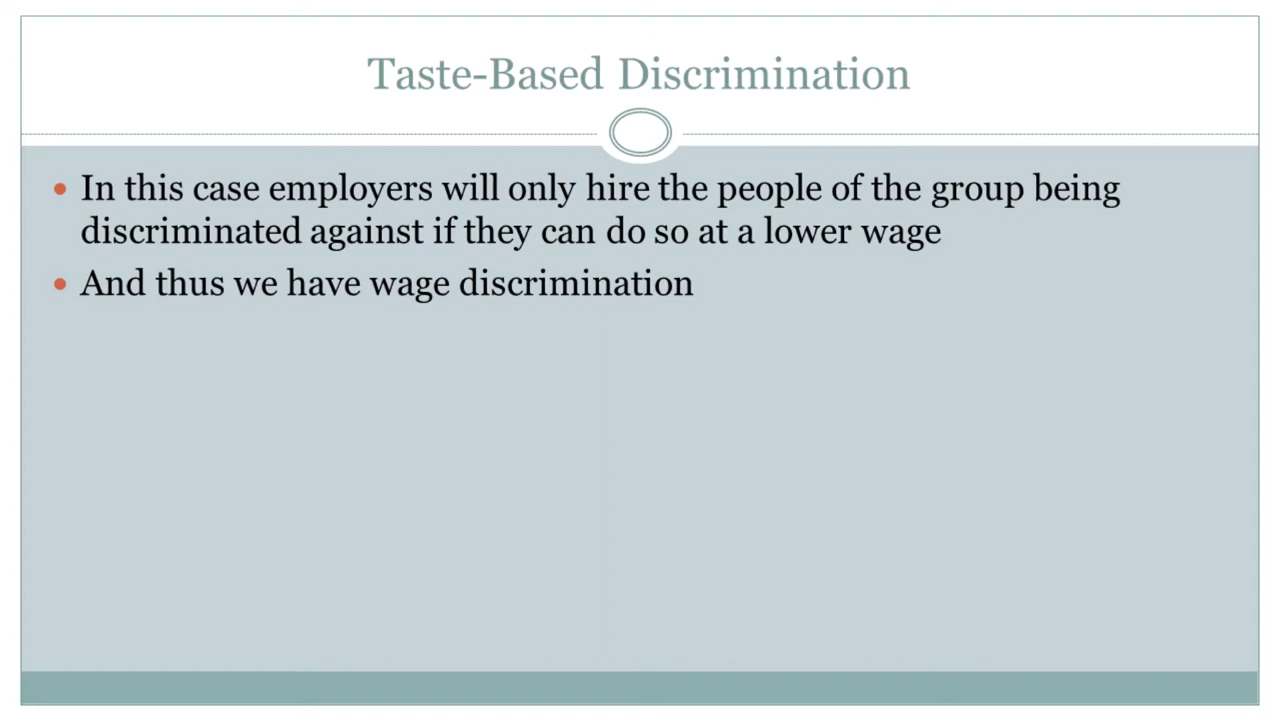 Taste-Based Discrimination
• In this case employers will only hire the people of the group being
discriminated against if they can do so at a lower wage
• And thus we have wage discrimination